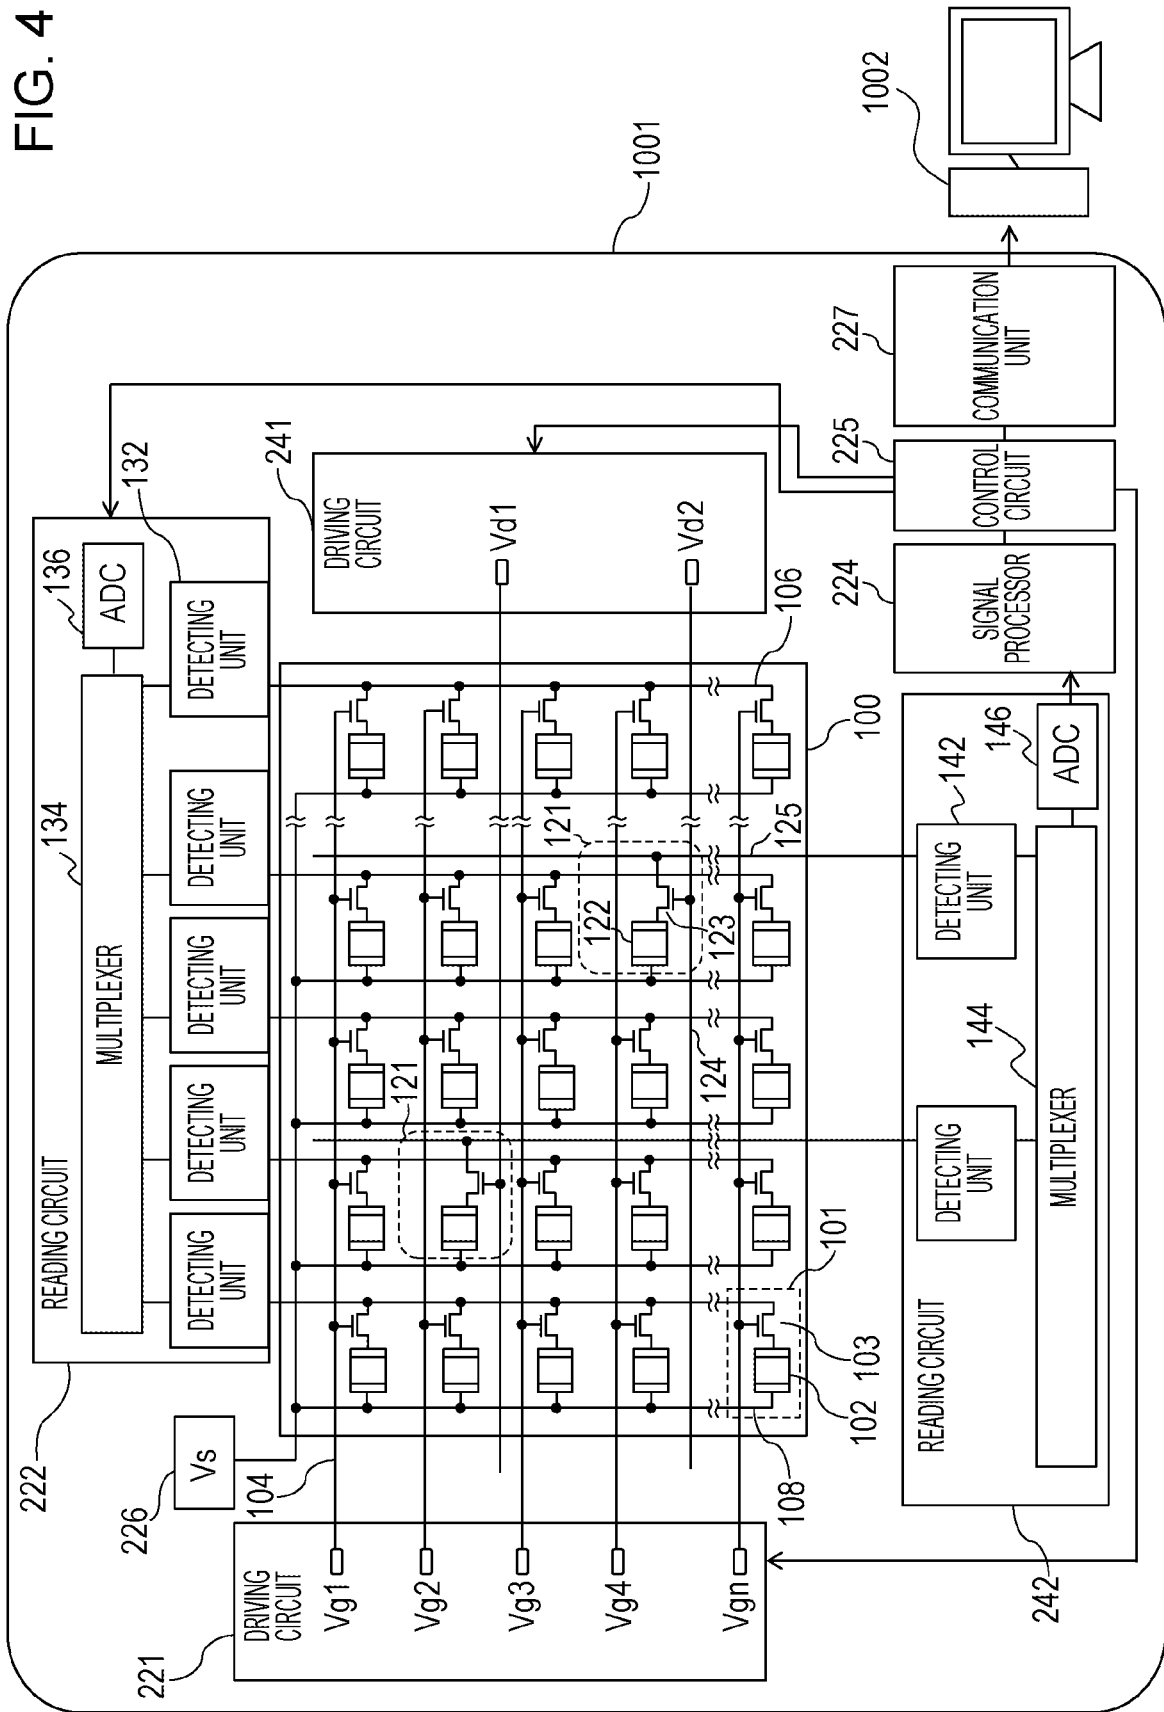 FIG. 4
1001
1002
222
READING CIRCUIT
134
MULTIPLEXER
136
ADC
132
DETECTING
UNIT
DETECTING
UNIT
DETECTING
UNIT
DETECTING
UNIT
DETECTING
UNIT
226
Vs
241
DRIVING
CIRCUIT
Vd1
Vd2
221
DRIVING
CIRCUIT
Vg1
Vg2
Vg3
Vg4
Vgn
104
121
121
122
123
124
125
106
100
101
102
103
108
242
READING CIRCUIT
DETECTING
UNIT
DETECTING
UNIT
142
144
MULTIPLEXER
146
ADC
224
SIGNAL
PROCESSOR
225
CONTROL
CIRCUIT
227
COMMUNICATION
UNIT